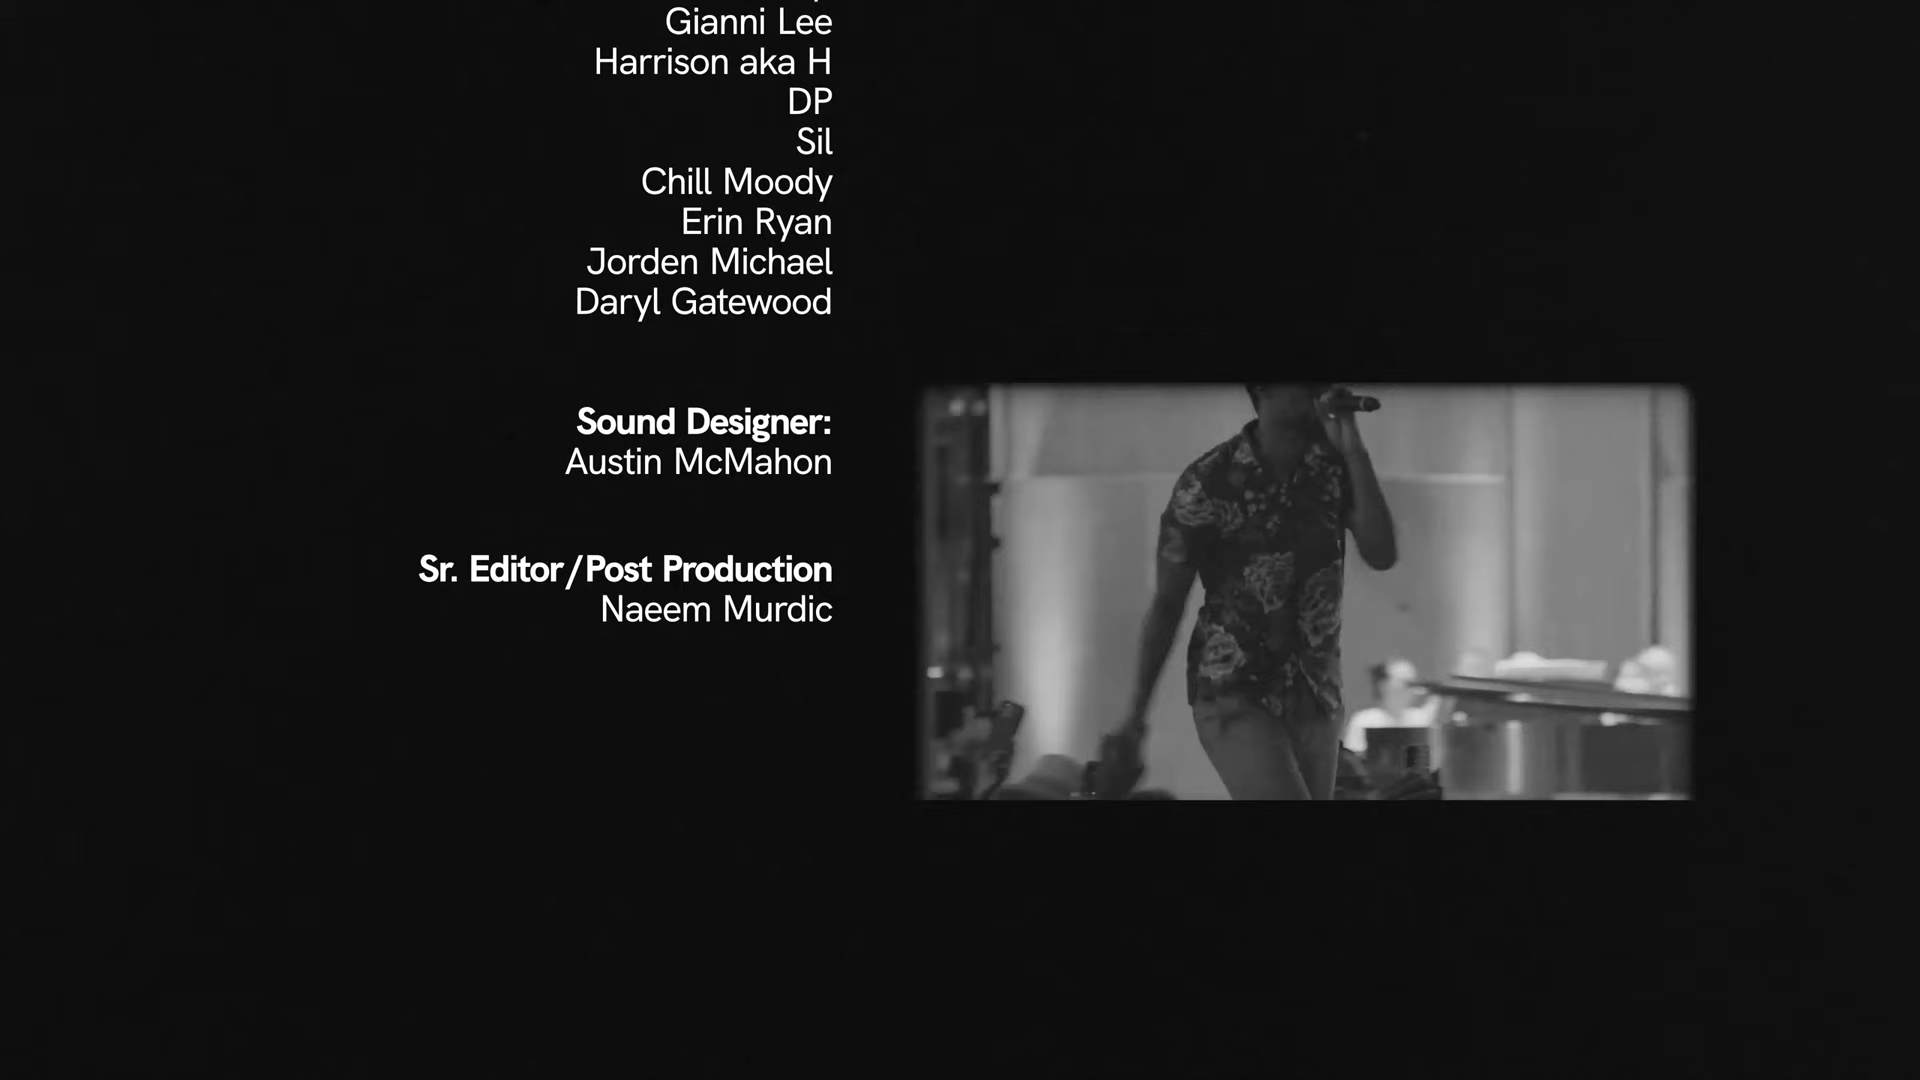 Gianni Lee
Harrison aka H
DP
Sil
Chill Moody
Erin Ryan
Jorden Michael
Daryl Gatewood
Sound Designer:
Austin McMahon
Sr. Editor/Post Production
Naeem Murdic